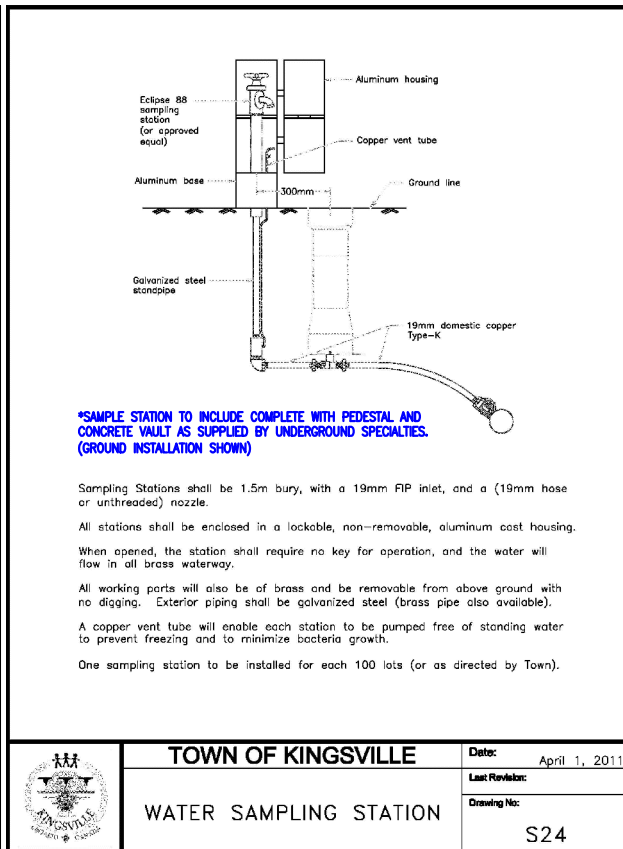 Aluminum housing
Eclipse 88
sampling
station
(or approved
equal)
Copper vent tube
Aluminum base
300mm
Ground line
Galvanized steel
standpipe
19mm domestic copper
Type-K
*SAMPLE STATION TO INCLUDE COMPLETE WITH PEDESTAL AND
CONCRETE VAULT AS SUPPLIED BY UNDERGROUND SPECIALTIES.
(GROUND INSTALLATION SHOWN)
Sampling Stations shall be 1.5m bury, with a 19mm FIP inlet, and a (19mm hose
or unthreaded) nozzle.
All stations shall be enclosed in a lockable, non-removable, aluminum cast housing.
When opened, the station shall require no key for operation, and the water will
flow in all brass waterway.
All working parts will also be of brass and be removable from above ground with
no digging. Exterior piping shall be galvanized steel (brass pipe also available).
A copper vent tube will enable each station to be pumped free of standing water
to prevent freezing and to minimize bacteria growth.
One sampling station to be installed for each 100 lots (or as directed by Town).
KINGSVILLE
ONTARIO CANADA
TOWN OF KINGSVILLE
WATER SAMPLING STATION
Date:
April 1, 2011
Last Revision:
Drawing No:
S24